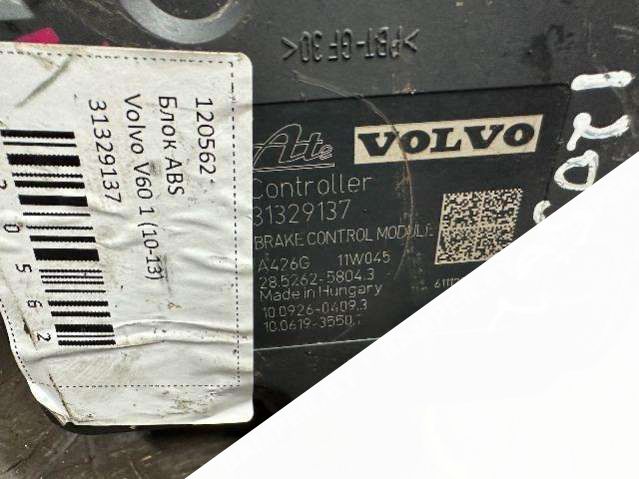 120562
Блок ABS
Volvo V60 1 (10-13)
31329137
120562
>PBT-GF30<
Ate VOLVO
Controller
31329137
BRAKE CONTROL MODULE
A426G 11W045
28.5262-5804.3
Made in Hungary
10.0926-0409.3
10.0619-3550.